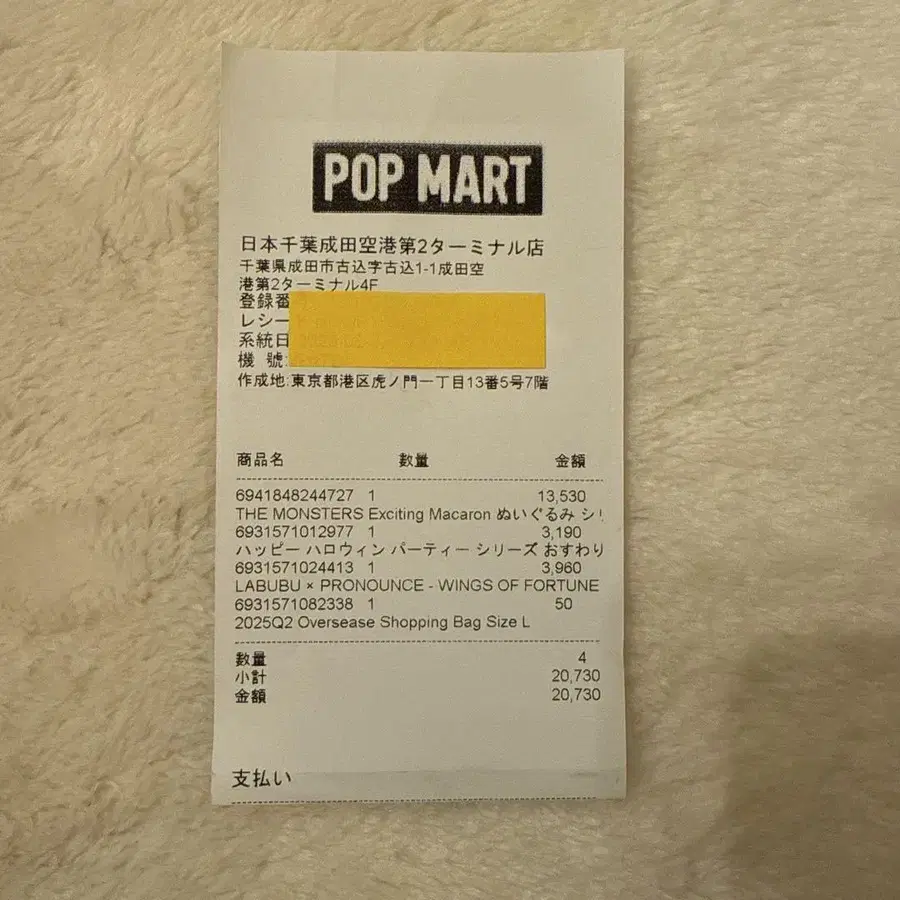 POP MART
日本千葉成田空港第2ターミナル店
千葉県成田市古込字古込1-1成田空
港第2ターミナル4F
登録番
レシー
系統日
機 號:
作成地:東京都港区虎ノ門一丁目13番5号7階
商品名 數量 金額
6941848244727 1 13,530
THE MONSTERS Exciting Macaron ぬいぐるみ シリ
6931571012977 1 3,190
ハッピー ハロウィン パーティー シリーズ おすわり
6931571024413 1 3,960
LABUBU × PRONOUNCE - WINGS OF FORTUNE
6931571082338 1 50
2025Q2 Oversease Shopping Bag Size L
數量 4
小計 20,730
金額 20,730
支払い